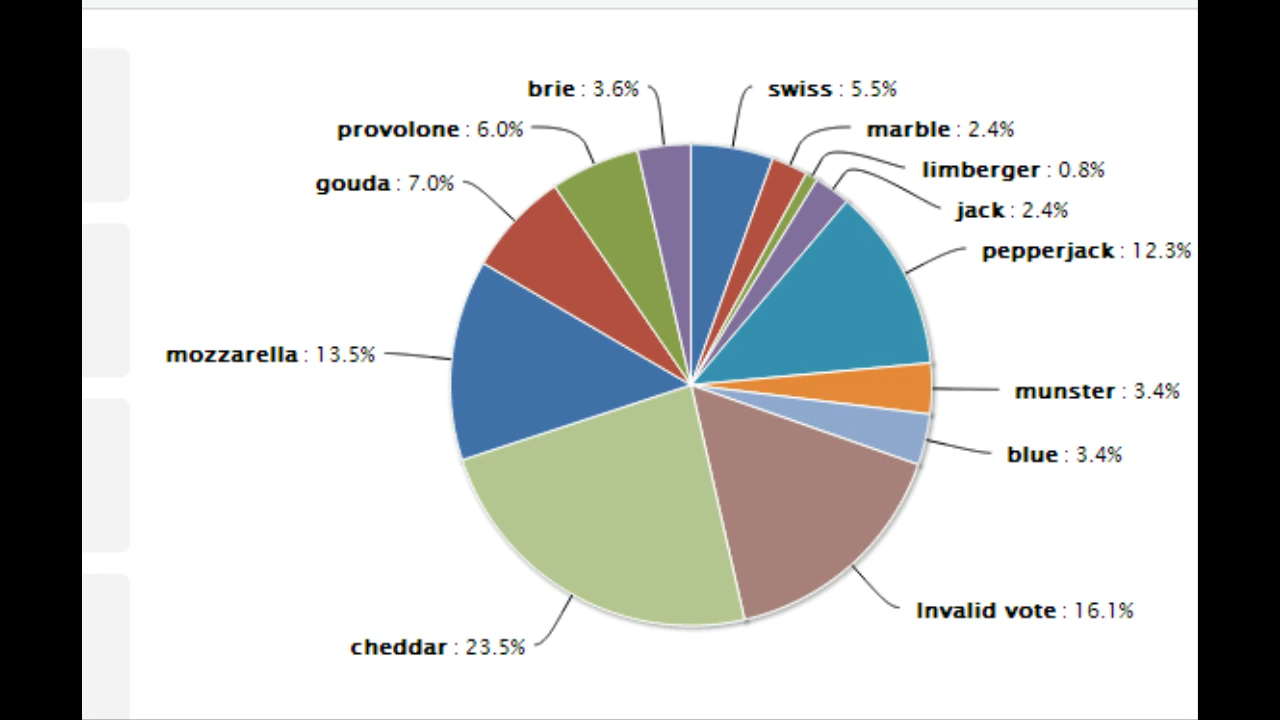 brie : 3.6%
swiss : 5.5%
provolone : 6.0%
marble : 2.4%
limberger : 0.8%
gouda : 7.0%
jack : 2.4%
pepperjack : 12.3%
mozzarella : 13.5%
munster : 3.4%
blue : 3.4%
Invalid vote : 16.1%
cheddar : 23.5%